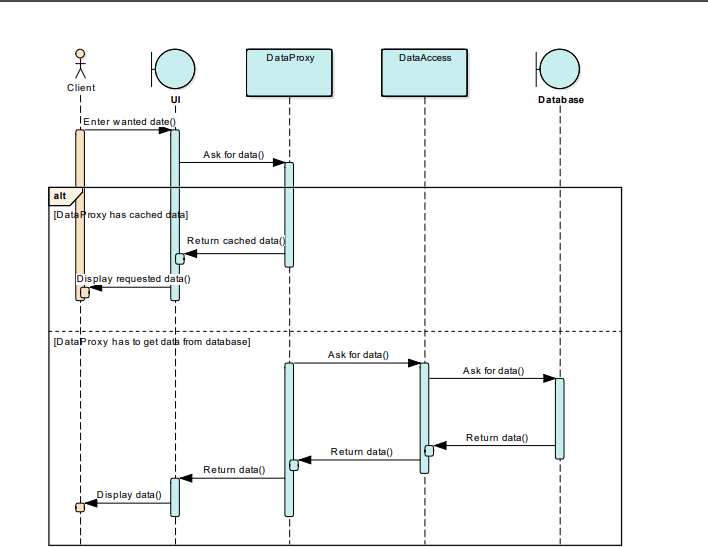 DataProxy
DataAccess
Client
UI
Database
Enter wanted date()
Ask for data()
alt
[DataProxy has cached data]
Return cached data()
Display requested data()
[DataProxy has to get data from database]
Ask for data()
Ask for data()
Return data()
Return data()
Return data()
Display data()